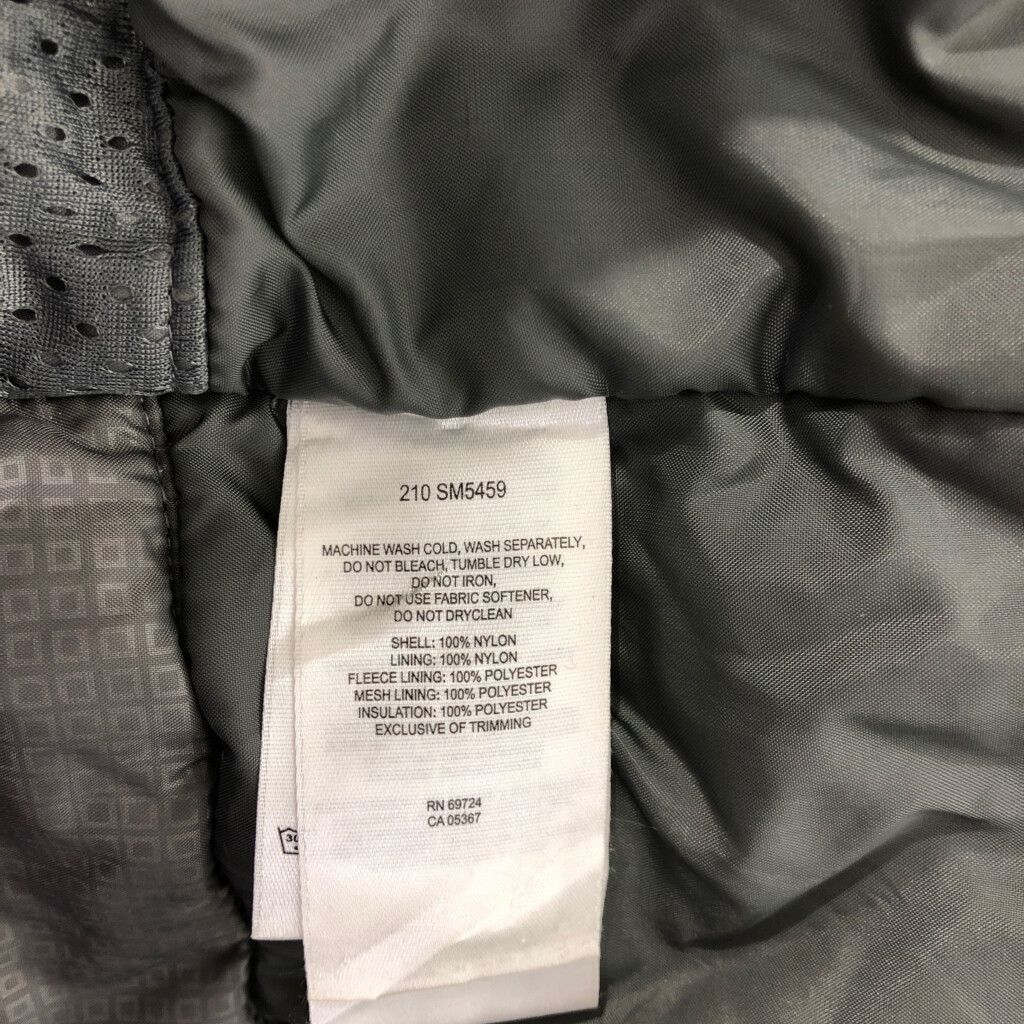 210 SM5459
MACHINE WASH COLD, WASH SEPARATELY,
DO NOT BLEACH, TUMBLE DRY LOW,
DO NOT IRON,
DO NOT USE FABRIC SOFTENER,
DO NOT DRYCLEAN
SHELL: 100% NYLON
LINING: 100% NYLON
FLEECE LINING: 100% POLYESTER
MESH LINING: 100% POLYESTER
INSULATION: 100% POLYESTER
EXCLUSIVE OF TRIMMING
RN 69724
CA 05367